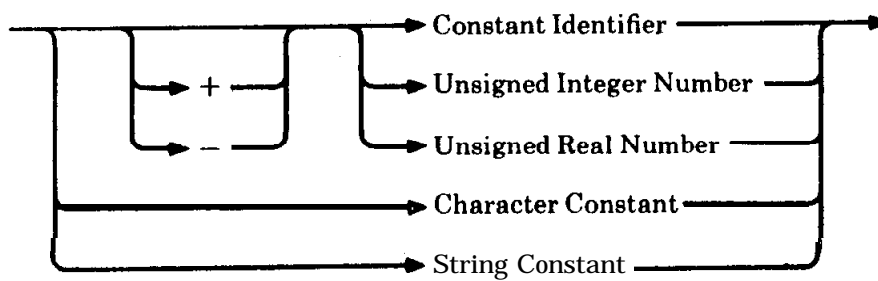 Constant Identifier
+
Unsigned Integer Number
−
Unsigned Real Number
Character Constant
String Constant